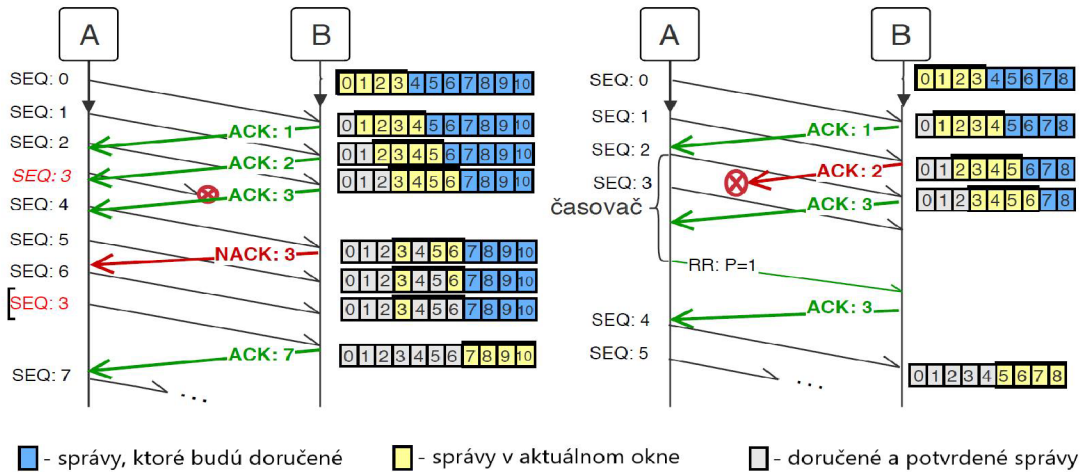 A B
SEQ: 0
0 1 2 3 4 5 6 7 8 9 10
SEQ: 1
ACK: 1
0 1 2 3 4 5 6 7 8 9 10
SEQ: 2
ACK: 2
0 1 2 3 4 5 6 7 8 9 10
SEQ: 3
ACK: 3
0 1 2 3 4 5 6 7 8 9 10
SEQ: 4
SEQ: 5
NACK: 3
0 1 2 3 4 5 6 7 8 9 10
SEQ: 6
0 1 2 3 4 5 6 7 8 9 10
SEQ: 3
0 1 2 3 4 5 6 7 8 9 10
ACK: 7
0 1 2 3 4 5 6 7 8 9 10
SEQ: 7
...
A B
SEQ: 0
0 1 2 3 4 5 6 7 8
SEQ: 1
ACK: 1
0 1 2 3 4 5 6 7 8
SEQ: 2
ACK: 2
0 1 2 3 4 5 6 7 8
SEQ: 3
časovač
ACK: 3
0 1 2 3 4 5 6 7 8
RR: P=1
ACK: 3
SEQ: 4
SEQ: 5
0 1 2 3 4 5 6 7 8
...
- správy, ktoré budú doručené
- správy v aktuálnom okne
- doručené a potvrdené správy